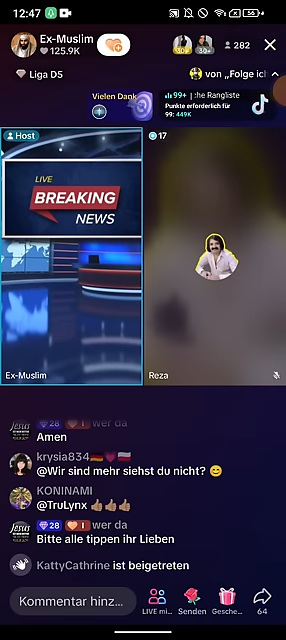 12:47
Ex-Muslim
125.9K
282
Liga D5
von „Folge ich
Vielen Dank
99+ | :he Rangliste
Punkte erforderlich für
99: 449K
Host
17
LIVE
BREAKING
NEWS
Ex-Muslim
Reza
28 I wer da
Amen
krysia834
@Wir sind mehr siehst du nicht? 😊
KONINAMI
@TruLynx 👍🏽👍🏽👍🏽
28 I wer da
Bitte alle tippen ihr Lieben
KattyCathrine ist beigetreten
Kommentar hinz...
LIVE mi...
Senden
Gesche...
64